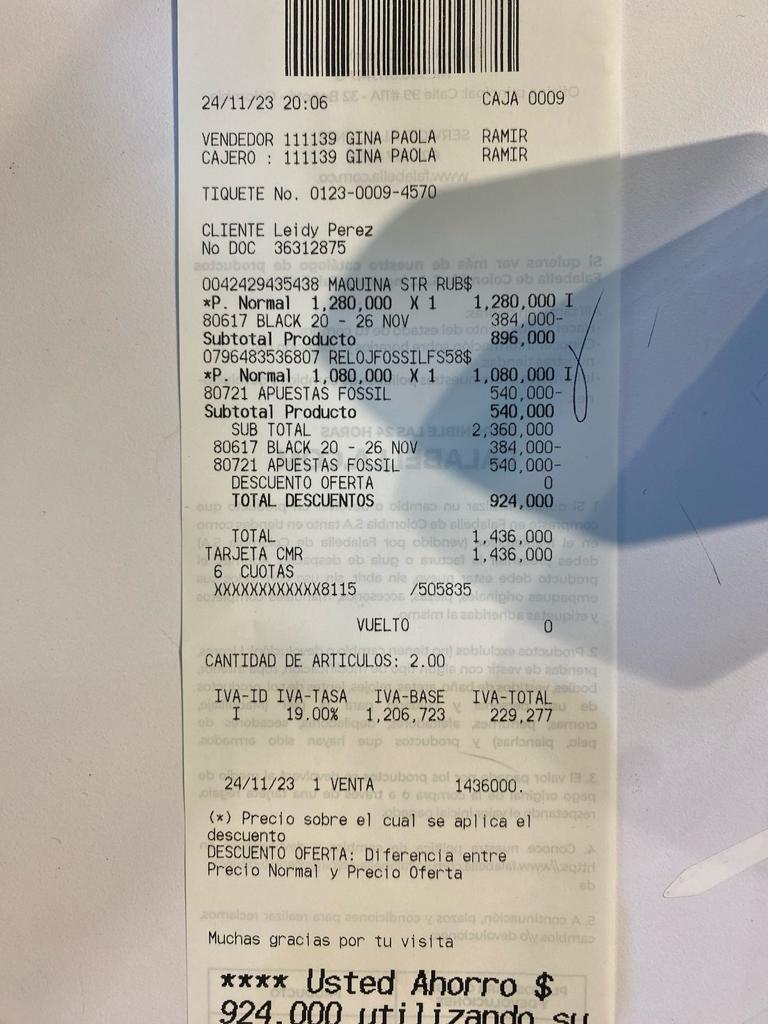 24/11/23 20:06 CAJA 0009
VENDEDOR 111139 GINA PAOLA RAMIR
CAJERO : 111139 GINA PAOLA RAMIR
TIQUETE No. 0123-0009-4570
CLIENTE Leidy Perez
No DOC 36312875
0042429435438 MAQUINA STR RUB$
*P. Normal 1,280,000 X 1 1,280,000 I
80617 BLACK 20 - 26 NOV 384,000-
Subtotal Producto 896,000
0796483536807 RELOJFOSSILFS58$
*P. Normal 1,080,000 X 1 1,080,000 I
80721 APUESTAS FOSSIL 540,000-
Subtotal Producto 540,000
SUB TOTAL 2,360,000
80617 BLACK 20 - 26 NOV 384,000-
80721 APUESTAS FOSSIL 540,000-
DESCUENTO OFERTA 0
TOTAL DESCUENTOS 924,000
TOTAL 1,436,000
TARJETA CMR 1,436,000
6 CUOTAS
XXXXXXXXXXXX8115 /505835
VUELTO 0
CANTIDAD DE ARTICULOS: 2.00
IVA-ID IVA-TASA IVA-BASE IVA-TOTAL
I 19.00% 1,206,723 229,277
24/11/23 1 VENTA 1436000.
(*) Precio sobre el cual se aplica el
descuento
DESCUENTO OFERTA: Diferencia entre
Precio Normal y Precio Oferta
Muchas gracias por tu visita
**** Usted Ahorro $
924.000 utilizando su